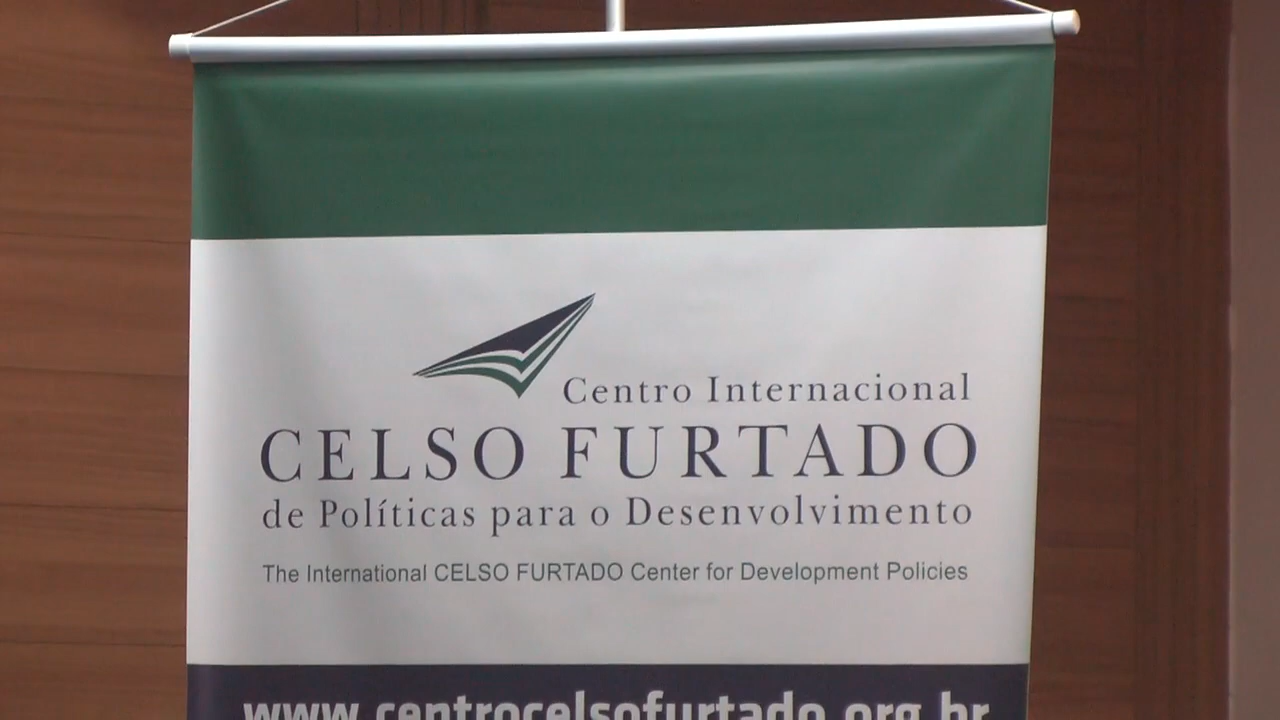 Centro Internacional
CELSO FURTADO
de Políticas para o Desenvolvimento
The International CELSO FURTADO Center for Development Policies
www.centrocelsofurtado.org.br